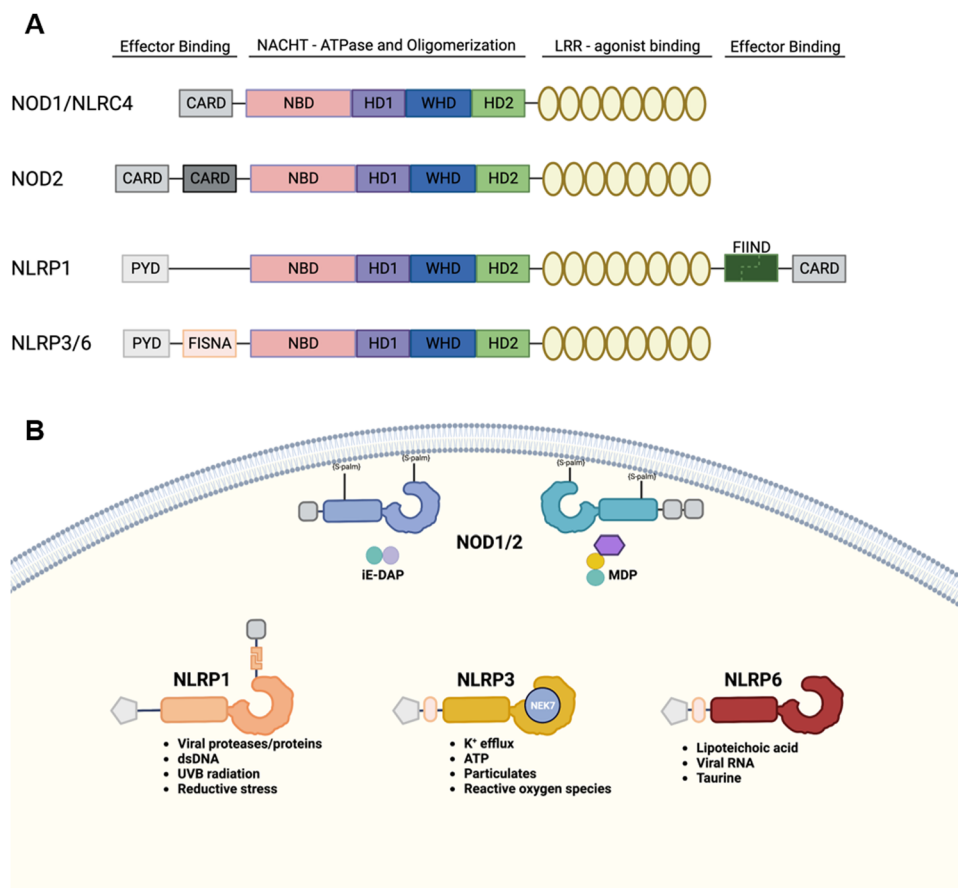 A
Effector Binding NACHT - ATPase and Oligomerization LRR - agonist binding Effector Binding
NOD1/NLRC4 CARD NBD HD1 WHD HD2
NOD2 CARD CARD NBD HD1 WHD HD2
FIIND
NLRP1 PYD NBD HD1 WHD HD2 CARD
NLRP3/6 PYD FISNA NBD HD1 WHD HD2
B
(S-palm) (S-palm) (S-palm) (S-palm)
NOD1/2
iE-DAP MDP
NLRP1
• Viral proteases/proteins
• dsDNA
• UVB radiation
• Reductive stress
NLRP3
NEK7
• K⁺ efflux
• ATP
• Particulates
• Reactive oxygen species
NLRP6
• Lipoteichoic acid
• Viral RNA
• Taurine